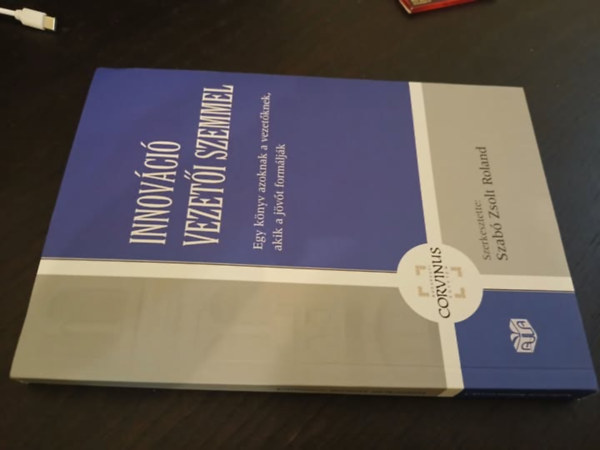 INNOVÁCIÓ
VEZETŐI SZEMMEL
Egy könyv azoknak a vezetőknek,
akik a jövőt formálják
CORVINUS
Szerkesztette:
Szabó Zsolt Roland